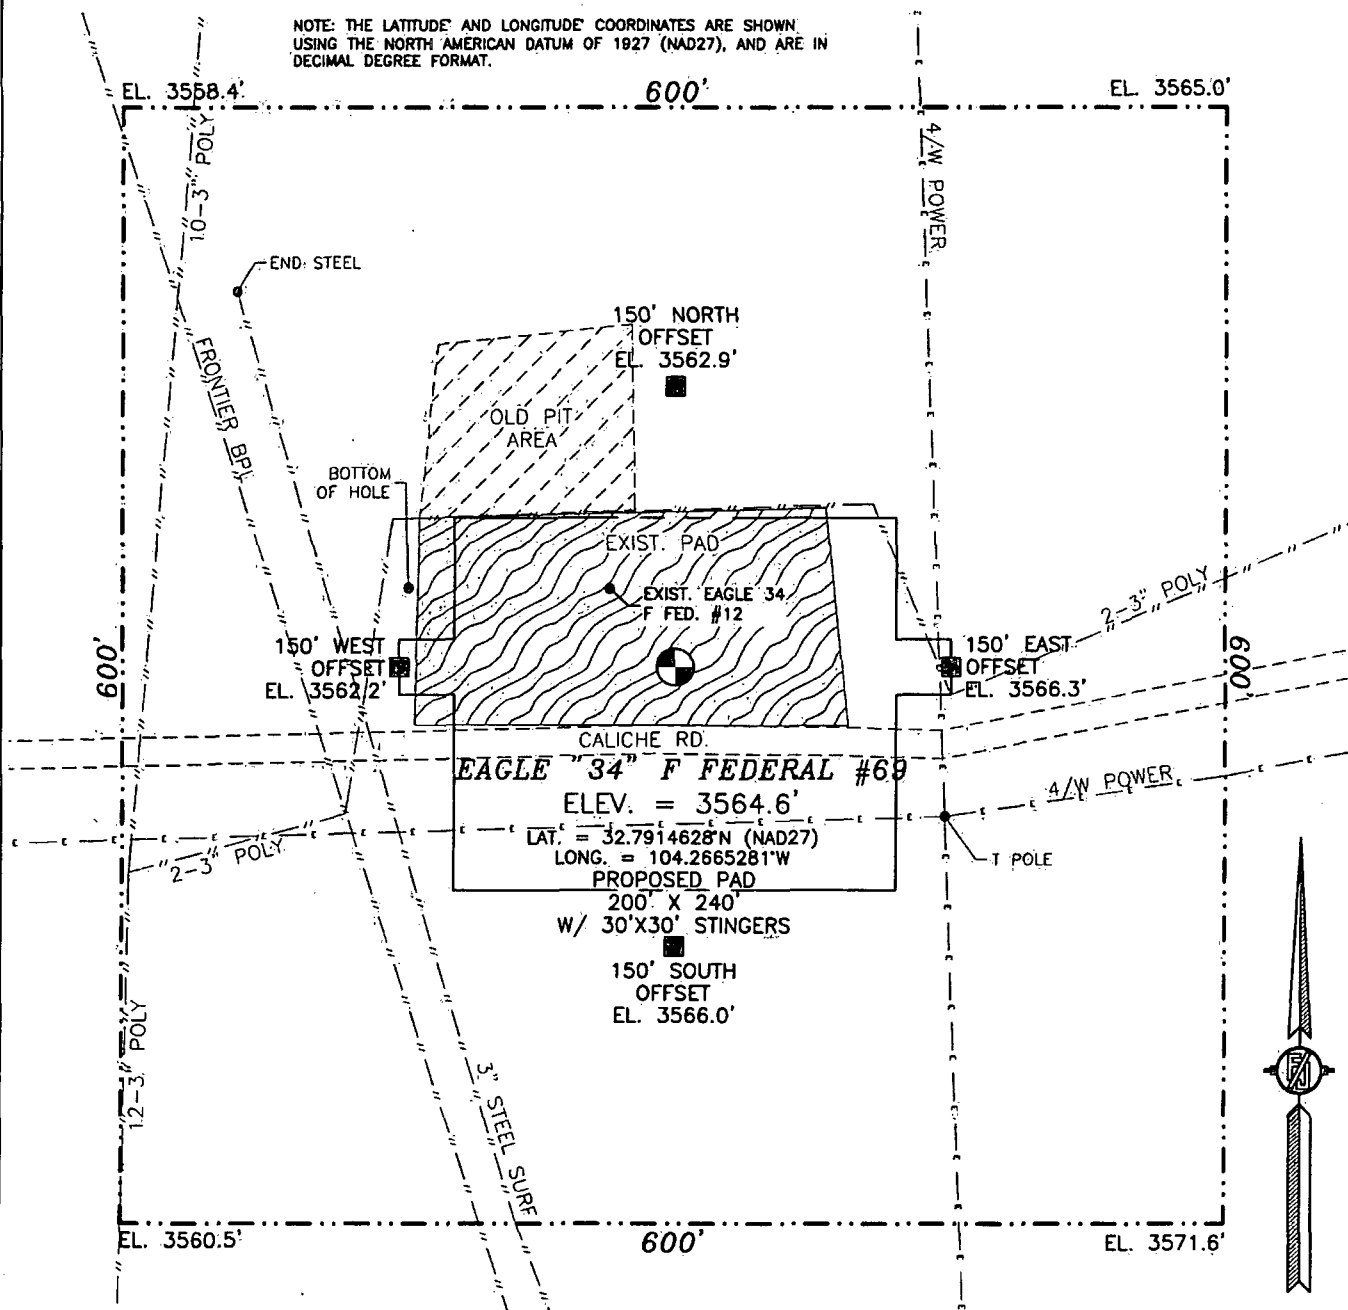 NOTE: THE LATITUDE AND LONGITUDE COORDINATES ARE SHOWN
USING THE NORTH AMERICAN DATUM OF 1927 (NAD27), AND ARE IN
DECIMAL DEGREE FORMAT.
EL. 3558.4'
600'
EL. 3565.0'
10-3" POLY
4/W POWER
END STEEL
150' NORTH
OFFSET
EL. 3562.9'
FRONTIER BPL
OLD PIT
AREA
BOTTOM
OF HOLE
EXIST. PAD
EXIST. EAGLE 34
F FED. #12
2-3" POLY
600'
150' WEST
OFFSET
EL. 3562.2'
150' EAST
OFFSET
EL. 3566.3'
600'
CALICHE RD.
EAGLE "34" F FEDERAL #69
ELEV. = 3564.6'
4/W POWER
LAT. = 32.7914628°N (NAD27)
LONG. = 104.2665281°W
2-3" POLY
T POLE
PROPOSED PAD
200' X 240'
W/ 30'X30' STINGERS
150' SOUTH
OFFSET
EL. 3566.0'
12-3" POLY
3" STEEL SURF
EL. 3560.5'
600'
EL. 3571.6'